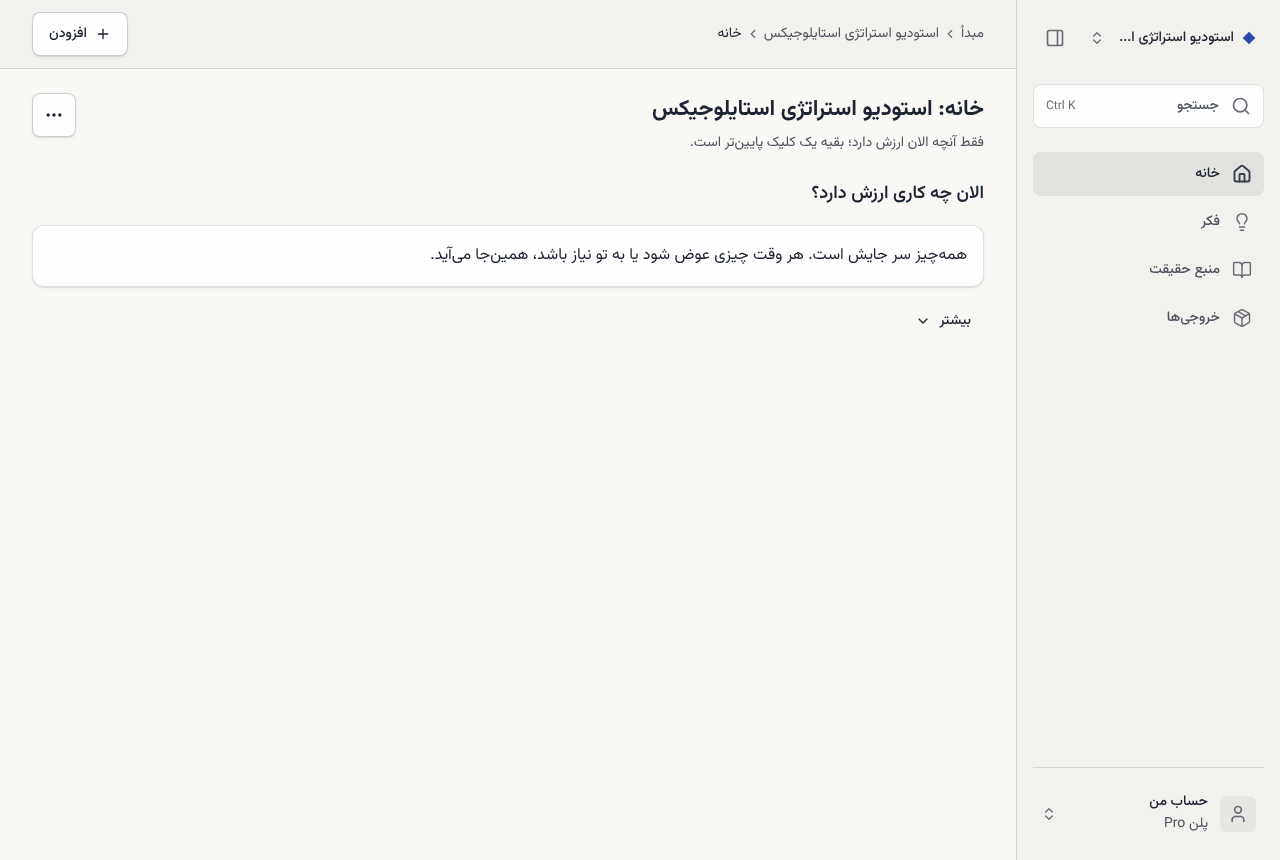 استودیو استراتژی ا...
جستجو
Ctrl K
خانه
فکر
منبع حقیقت
خروجی‌ها
حساب من
پلن Pro
مبدأ › استودیو استراتژی استایلوجیکس › خانه
افزودن
خانه: استودیو استراتژی استایلوجیکس
فقط آنچه الان ارزش دارد؛ بقیه یک کلیک پایین‌تر است.
الان چه کاری ارزش دارد؟
همه‌چیز سر جایش است. هر وقت چیزی عوض شود یا به تو نیاز باشد، همین‌جا می‌آید.
بیشتر